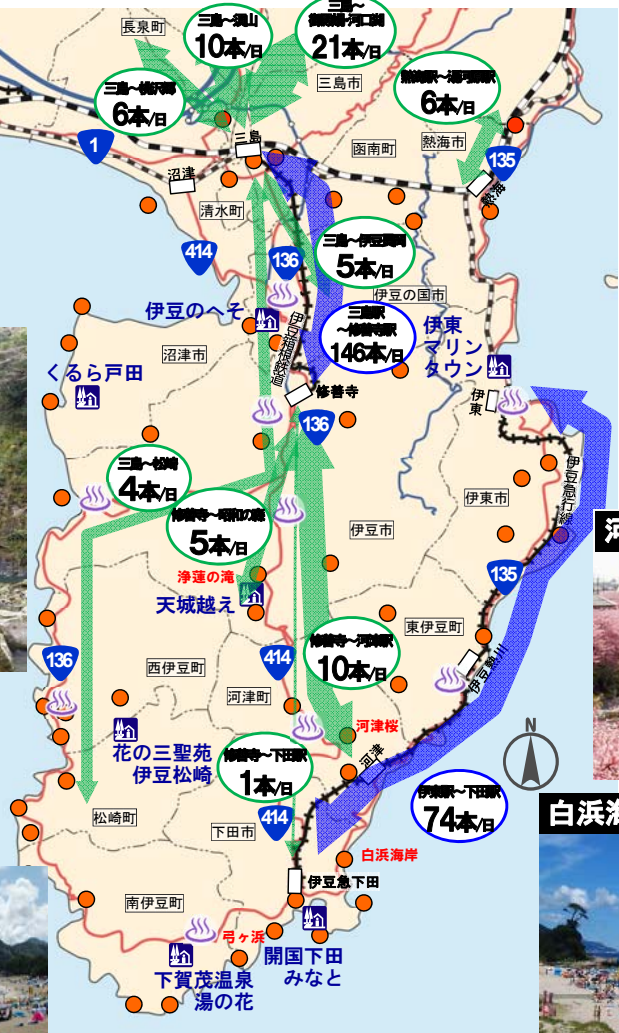 長泉町
三島〜
10本/日
三島〜
御殿場・河口湖
21本/日
三島市
6本/日
熱海駅〜湯河原駅
6本/日
1
三島
函南町
熱海市
135
沼津
熱海
清水町
414
136
三島〜伊豆長岡
5本/日
伊豆の国市
伊豆のへそ
三島駅
〜修善寺駅
146本/日
伊東
マリン
タウン
伊豆箱根鉄道
沼津市
くるら戸田
修善寺
伊東
136
三島〜松崎
4本/日
伊豆急行線
伊東市
修善寺〜昭和の森
5本/日
伊豆市
河
浄蓮の滝
天城越え
135
東伊豆町
修善寺〜河津駅
10本/日
136
西伊豆町
414
伊豆熱川
河津町
N
花の三聖苑
伊豆松崎
河津桜
修善寺〜下田駅
1本/日
河津
伊東駅〜下田駅
74本/日
白浜海
松崎町
下田市
414
白浜海岸
伊豆急下田
南伊豆町
弓ヶ浜
開国下田
みなと
下賀茂温泉
湯の花